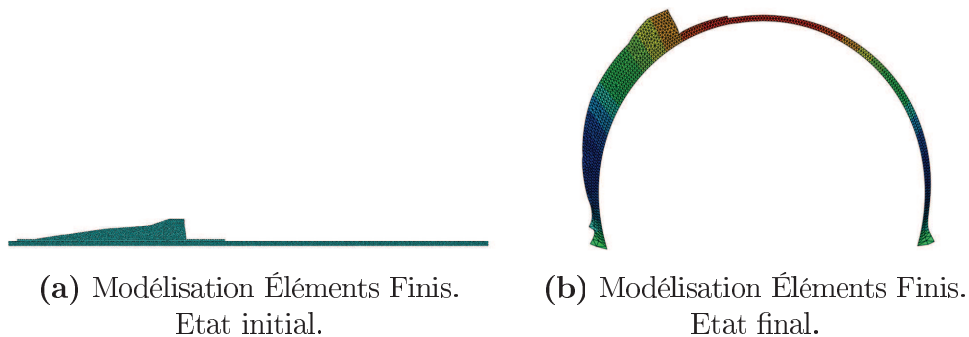 (a) Modélisation Éléments Finis.
Etat initial.
(b) Modélisation Éléments Finis.
Etat final.